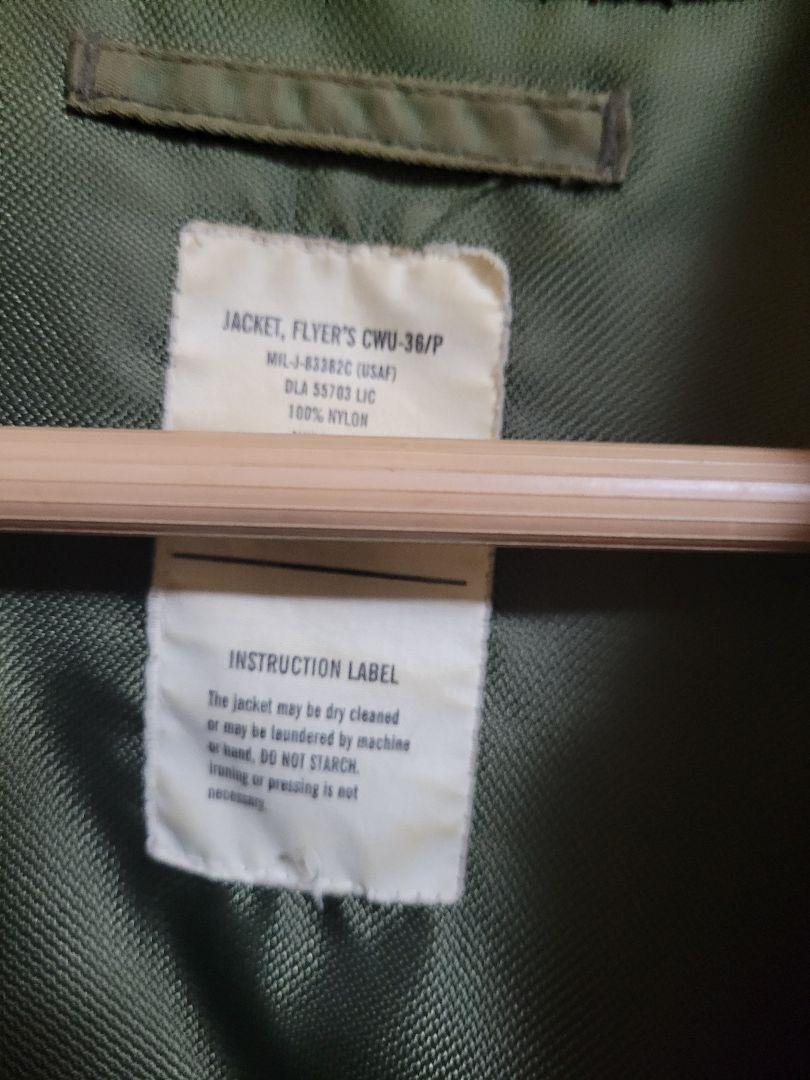 JACKET, FLYER'S CWU-36/P
MIL-J-83382C (USAF)
DLA 55703 LIC
100% NYLON
INSTRUCTION LABEL
The jacket may be dry cleaned
or may be laundered by machine
or hand, DO NOT STARCH.
Ironing or pressing is not
necessary.